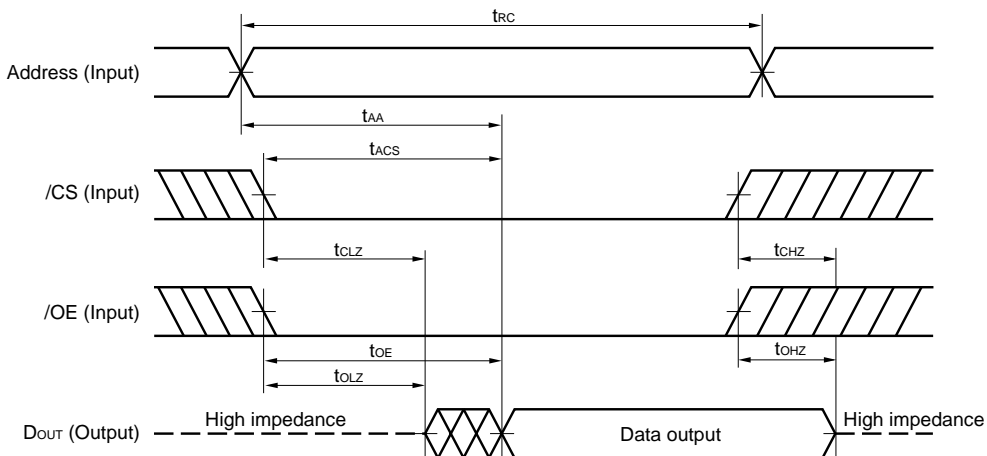 tRC
Address (Input)
tAA
tACS
/CS (Input)
tCLZ
tCHZ
/OE (Input)
tOE
tOHZ
tOLZ
High impedance
High impedance
DOUT (Output)
Data output